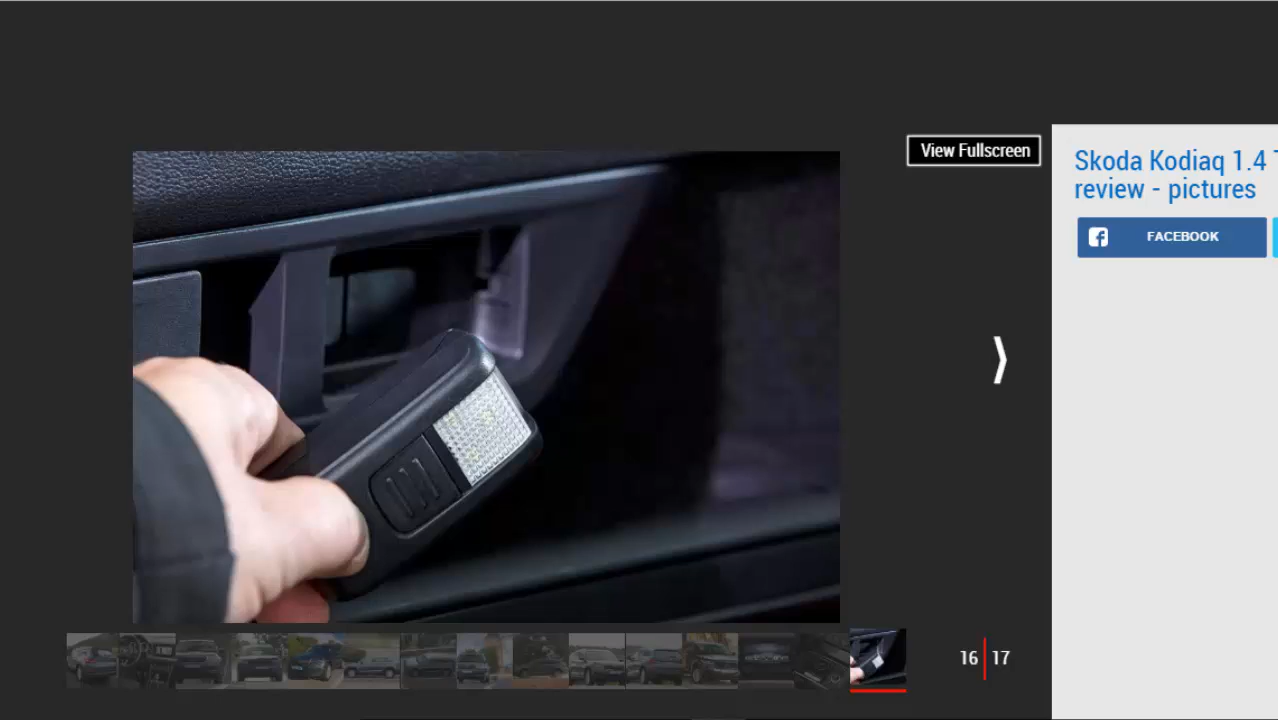 View Fullscreen
Skoda Kodiaq 1.4
review - pictures
FACEBOOK
16 17